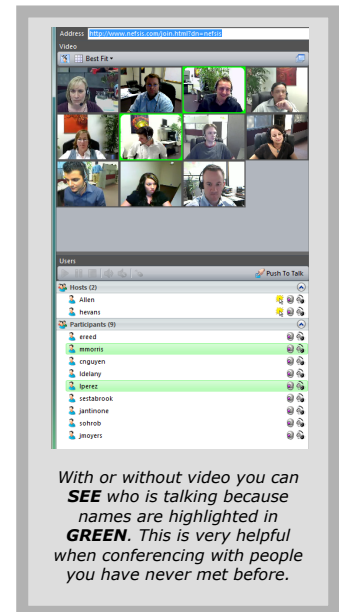 Address http://www.nefsis.com/join.html?dn=nefsis
Video
Best Fit
Users
Push To Talk
Hosts (2)
Allen
hevans
Participants (9)
ereed
mmorris
cnguyen
ldelany
lperez
sestabrook
jantinone
sohrob
jmoyers
With or without video you can
SEE who is talking because
names are highlighted in
GREEN. This is very helpful
when conferencing with people
you have never met before.